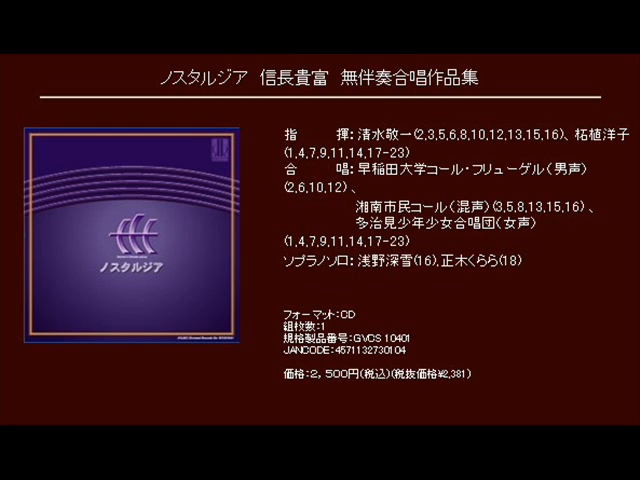 ノスタルジア 信長貴富 無伴奏合唱作品集
指 揮: 清水敬一(2,3,5,6,8,10,12,13,15,16)、柘植洋子
(1,4,7,9,11,14,17-23)
合 唱: 早稲田大学コール・フリューゲル(男声)
(2,6,10,12)、
湘南市民コール(混声)(3,5,8,13,15,16)、
多治見少年少女合唱団(女声)
(1,4,7,9,11,14,17-23)
ソプラノソロ: 浅野深雪(16),正木くらら(18)
ノスタルジア
フォーマット:CD
組枚数:1
規格製品番号:GVCS 10401
JANCODE:4571132730104
価格:2,500円(税込)(税抜価格¥2,381)